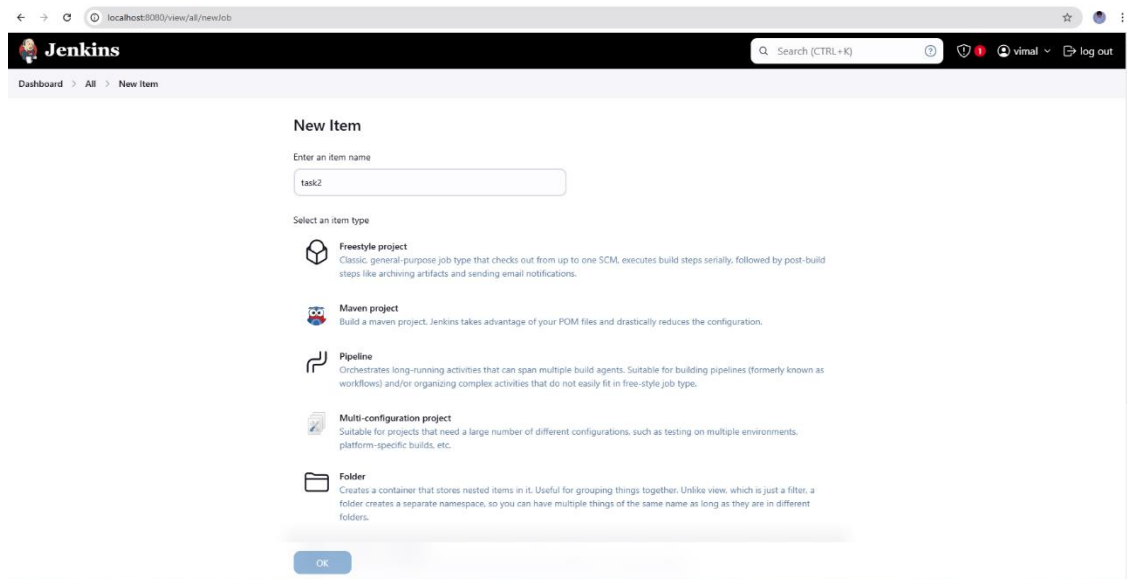 localhost:8080/view/all/newJob
Jenkins
Search (CTRL+K)
?
1
vimal
log out
Dashboard > All > New Item
New Item
Enter an item name
task2
Select an item type
Freestyle project
Classic, general-purpose job type that checks out from up to one SCM, executes build steps serially, followed by post-build
steps like archiving artifacts and sending email notifications.
Maven project
Build a maven project. Jenkins takes advantage of your POM files and drastically reduces the configuration.
Pipeline
Orchestrates long-running activities that can span multiple build agents. Suitable for building pipelines (formerly known as
workflows) and/or organizing complex activities that do not easily fit in free-style job type.
Multi-configuration project
Suitable for projects that need a large number of different configurations, such as testing on multiple environments,
platform-specific builds, etc.
Folder
Creates a container that stores nested items in it. Useful for grouping things together. Unlike view, which is just a filter, a
folder creates a separate namespace, so you can have multiple things of the same name as long as they are in different
folders.
OK